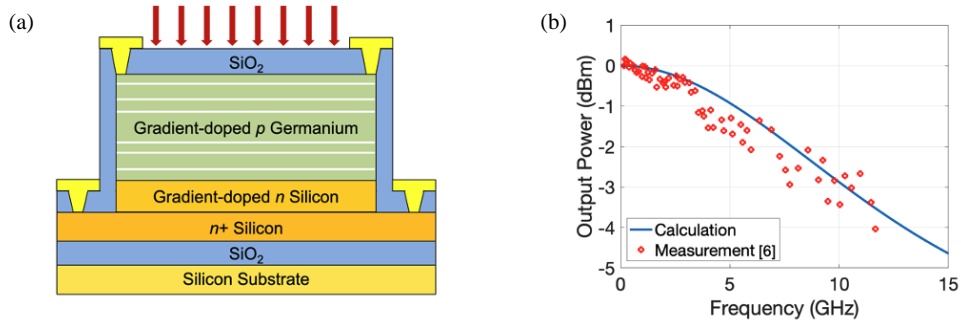 (a)
SiO2
Gradient-doped p Germanium
Gradient-doped n Silicon
n+ Silicon
SiO2
Silicon Substrate
(b)
Output Power (dBm)
1
0
-1
-2
-3
-4
-5
Calculation
Measurement [6]
0 5 10 15
Frequency (GHz)